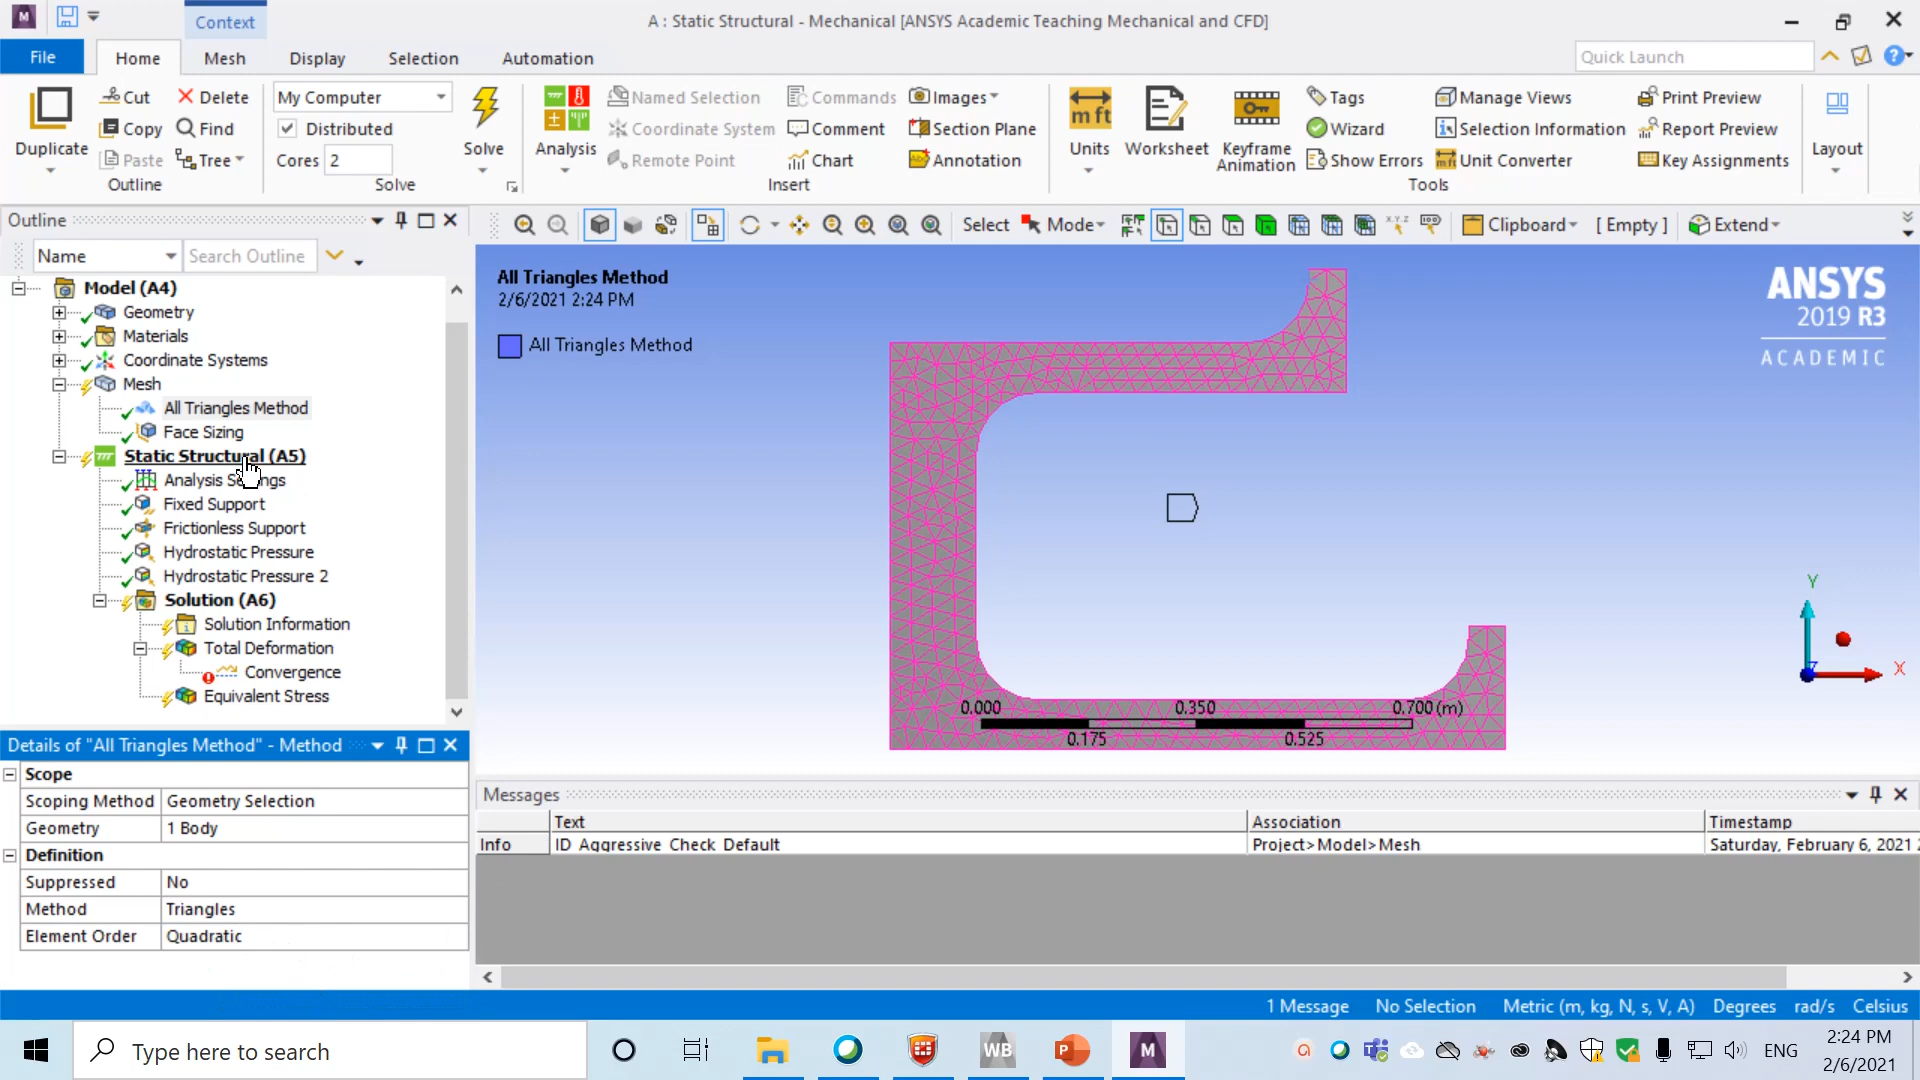 M
Context
A : Static Structural - Mechanical [ANSYS Academic Teaching Mechanical and CFD]
File
Home
Mesh
Display
Selection
Automation
Quick Launch
Duplicate
Cut
Delete
Copy
Find
Paste
Tree
Outline
My Computer
Distributed
Cores 2
Solve
Solve
Analysis
Named Selection
Commands
Images
Coordinate System
Comment
Section Plane
Remote Point
Chart
Annotation
Insert
Units
Worksheet
Keyframe
Animation
Tags
Wizard
Show Errors
Manage Views
Selection Information
Unit Converter
Print Preview
Report Preview
Key Assignments
Tools
Layout
Outline
Name
Search Outline
Select
Mode
Clipboard
[ Empty ]
Extend
Model (A4)
Geometry
Materials
Coordinate Systems
Mesh
All Triangles Method
Face Sizing
Static Structural (A5)
Analysis Se
ngs
Fixed Support
Frictionless Support
Hydrostatic Pressure
Hydrostatic Pressure 2
Solution (A6)
Solution Information
Total Deformation
Convergence
Equivalent Stress
All Triangles Method
2/6/2021 2:24 PM
All Triangles Method
ANSYS
2019 R3
ACADEMIC
Y
X
0.000
0.350
0.700 (m)
0.175
0.525
Details of "All Triangles Method" - Method
Scope
Scoping Method Geometry Selection
Geometry 1 Body
Definition
Suppressed No
Method Triangles
Element Order Quadratic
Messages
Text Association Timestamp
Info ID_Aggressive_Check_Default Project>Model>Mesh Saturday, February 6, 2021
1 Message No Selection Metric (m, kg, N, s, V, A) Degrees rad/s Celsius
Type here to search
WB
P
M
ENG
2:24 PM
2/6/2021